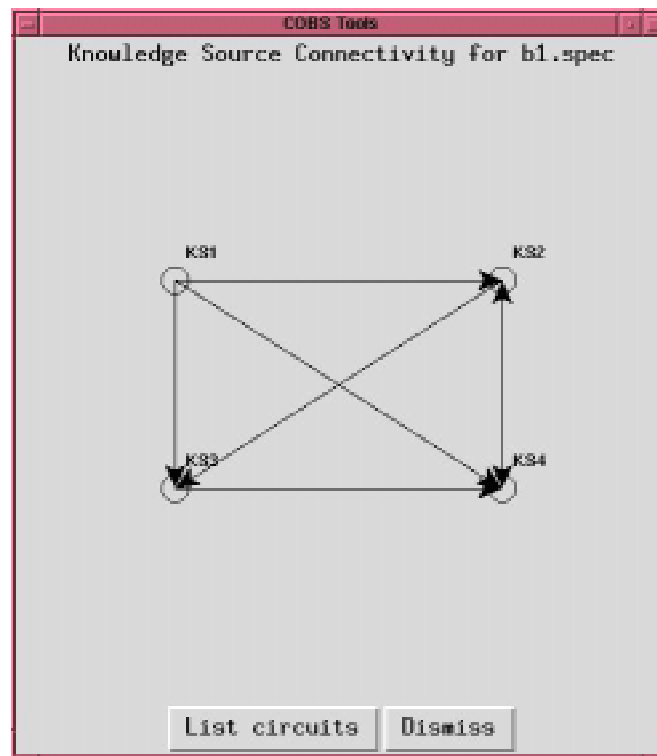 COBS Tools
Knowledge Source Connectivity for b1.spec
KS1 KS2
KS3 KS4
List circuits Dismiss